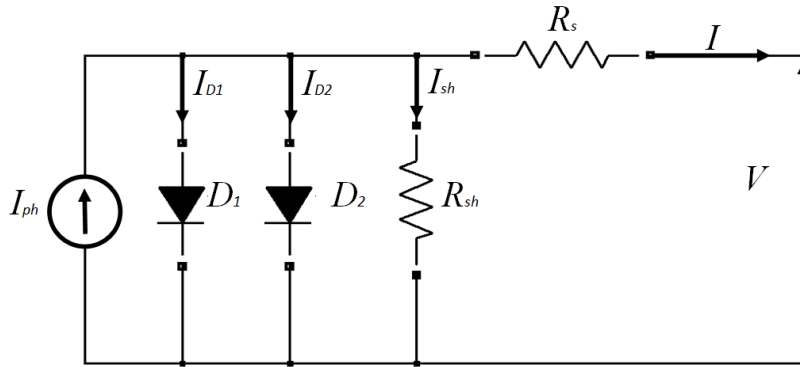 R_s
I
I_D1
I_D2
I_sh
I_ph
D_1
D_2
R_sh
V